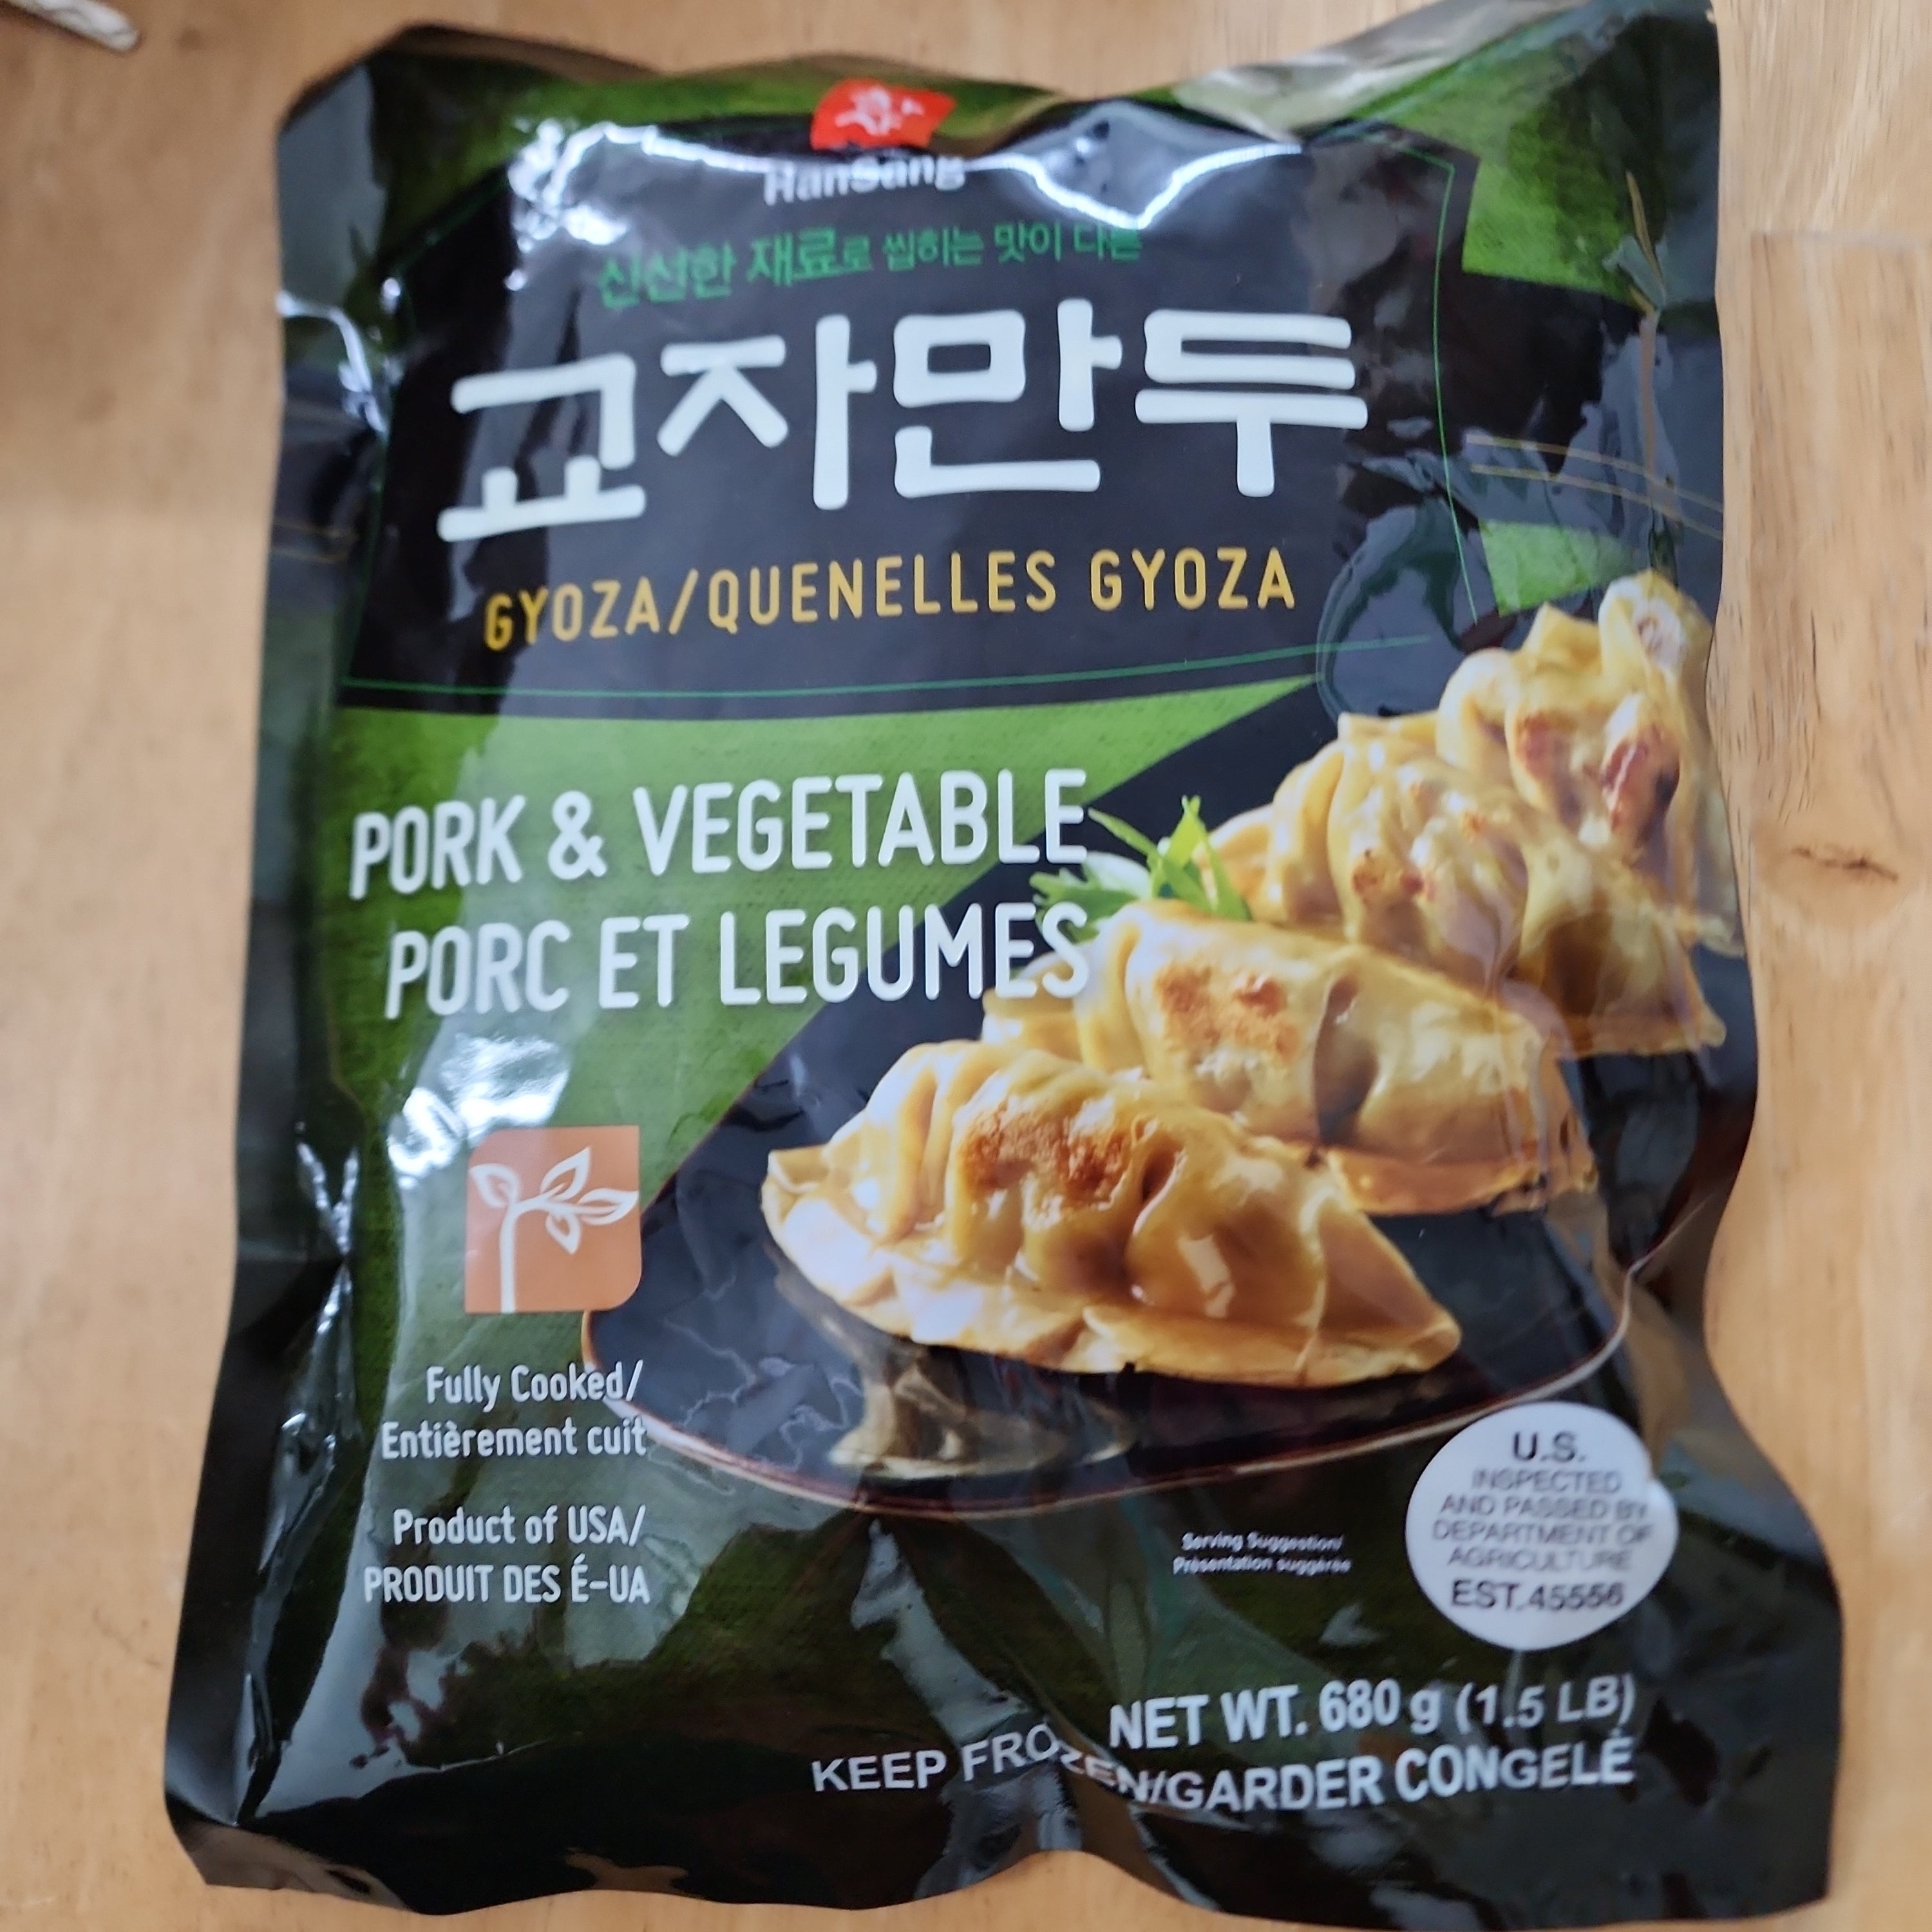 HanSang
신선한 재료로 씹히는 맛이 다른
교자만두
GYOZA/QUENELLES GYOZA
PORK & VEGETABLE
PORC ET LEGUMES
Fully Cooked/
Entièrement cuit
Product of USA/
PRODUIT DES É-UA
Serving Suggestion/
Présentation suggérée
U.S.
INSPECTED
AND PASSED BY
DEPARTMENT OF
AGRICULTURE
EST.45556
NET WT. 680 g (1.5 LB)
KEEP FROZEN/GARDER CONGELÉ